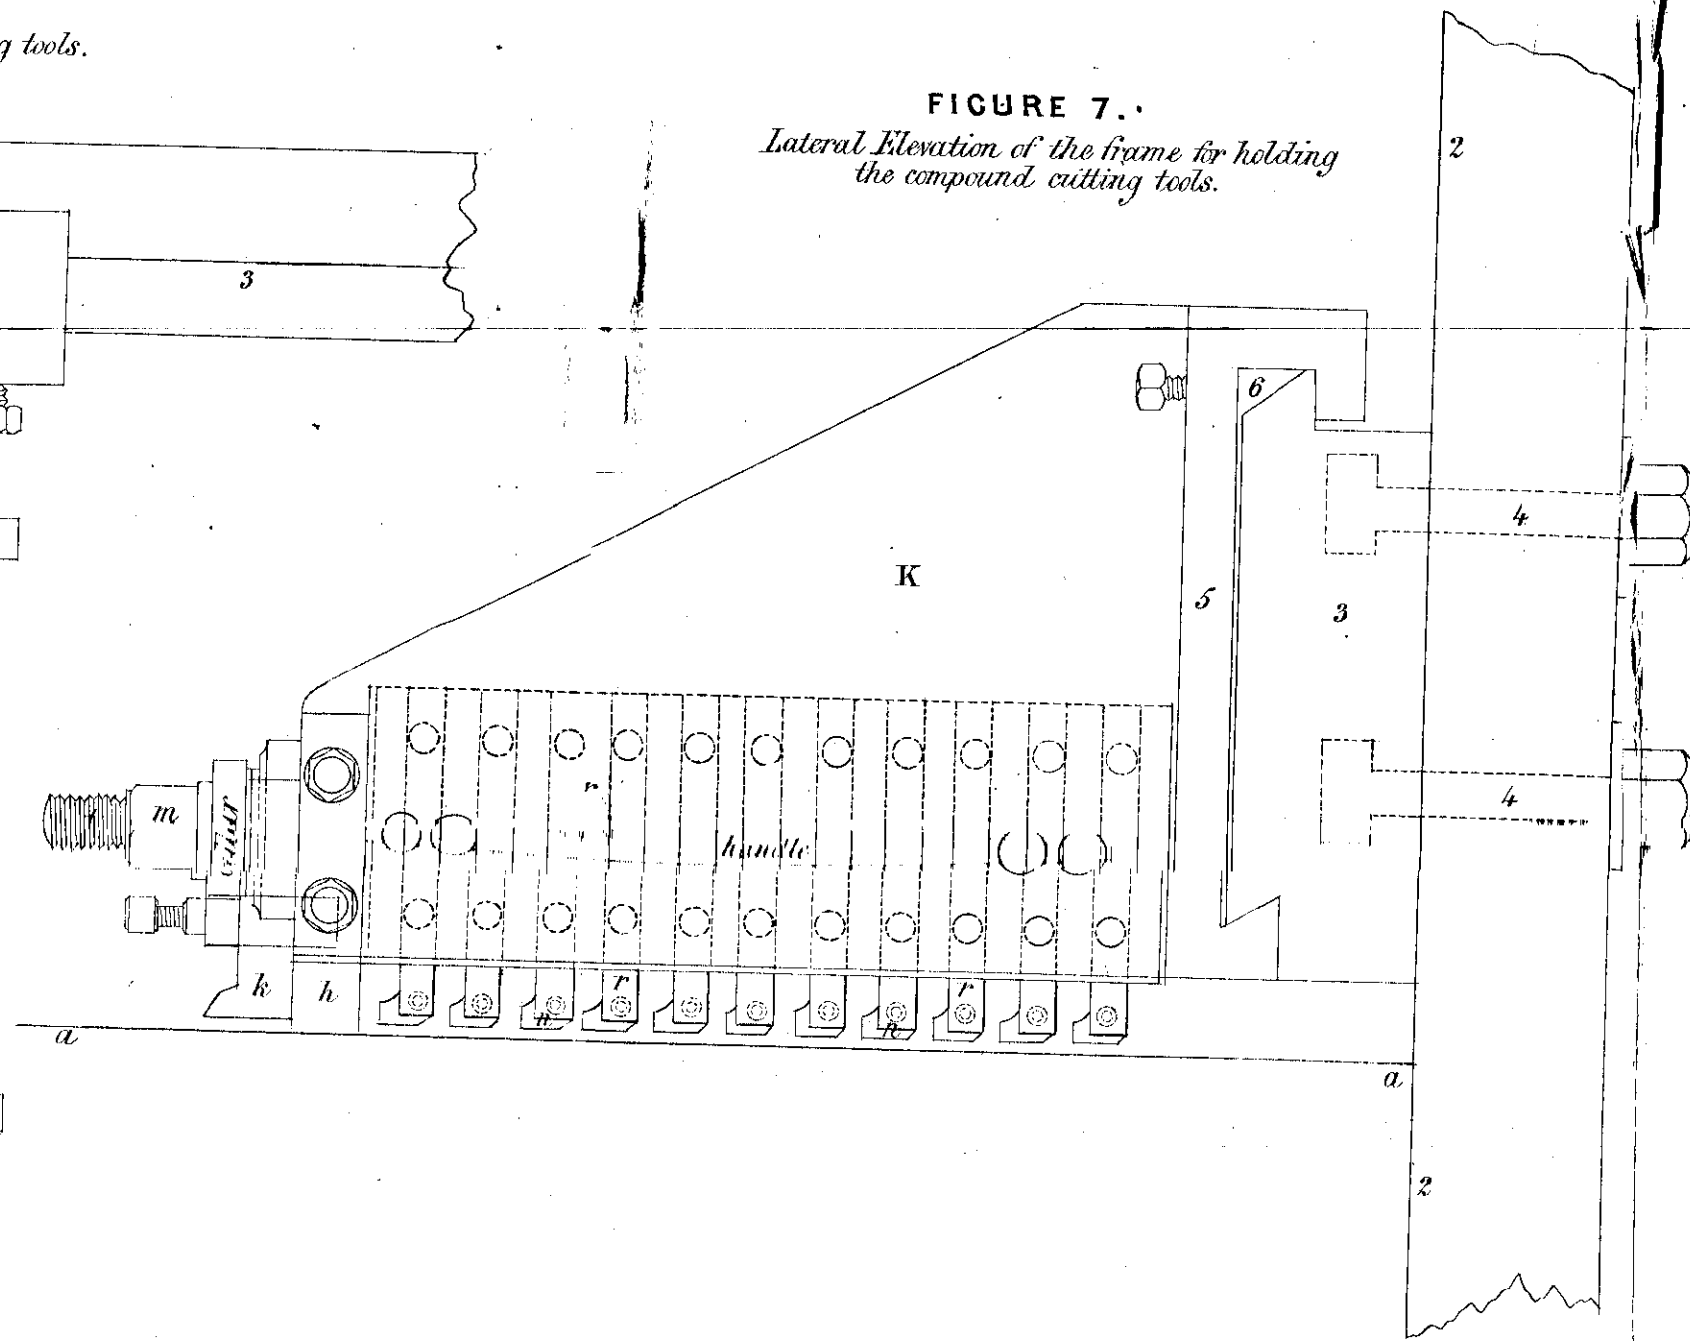 g tools.
FIGURE 7.
Lateral Elevation of the frame for holding
the compound cutting tools.
2
3
6
4
K
5
3
m
r
handle
4
k
h
r
r
n
n
a
a
2